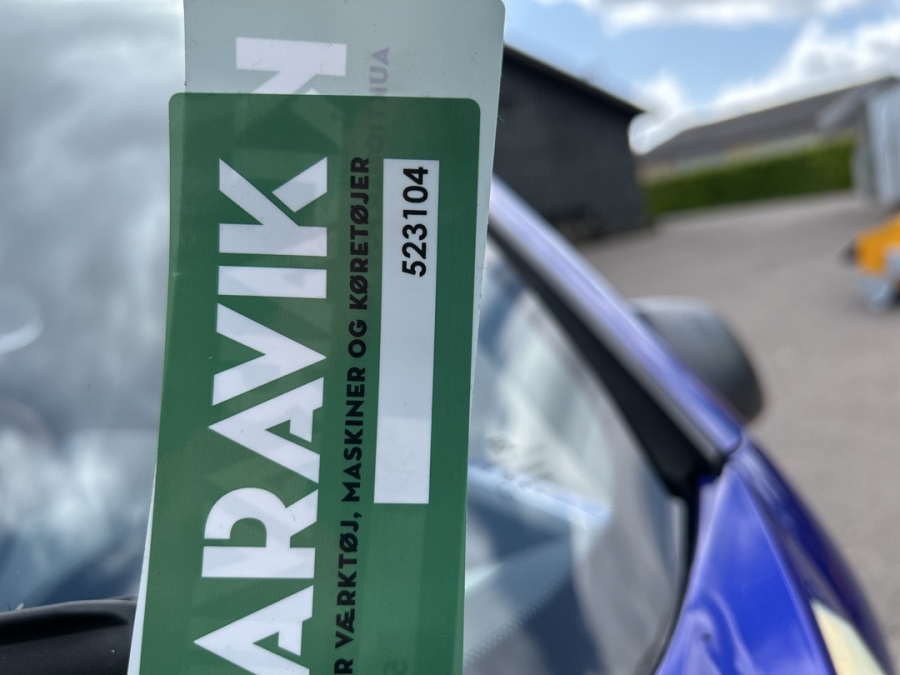 ARAVIK
R VÆRKTØJ, MASKINER OG KØRETØJER
523104